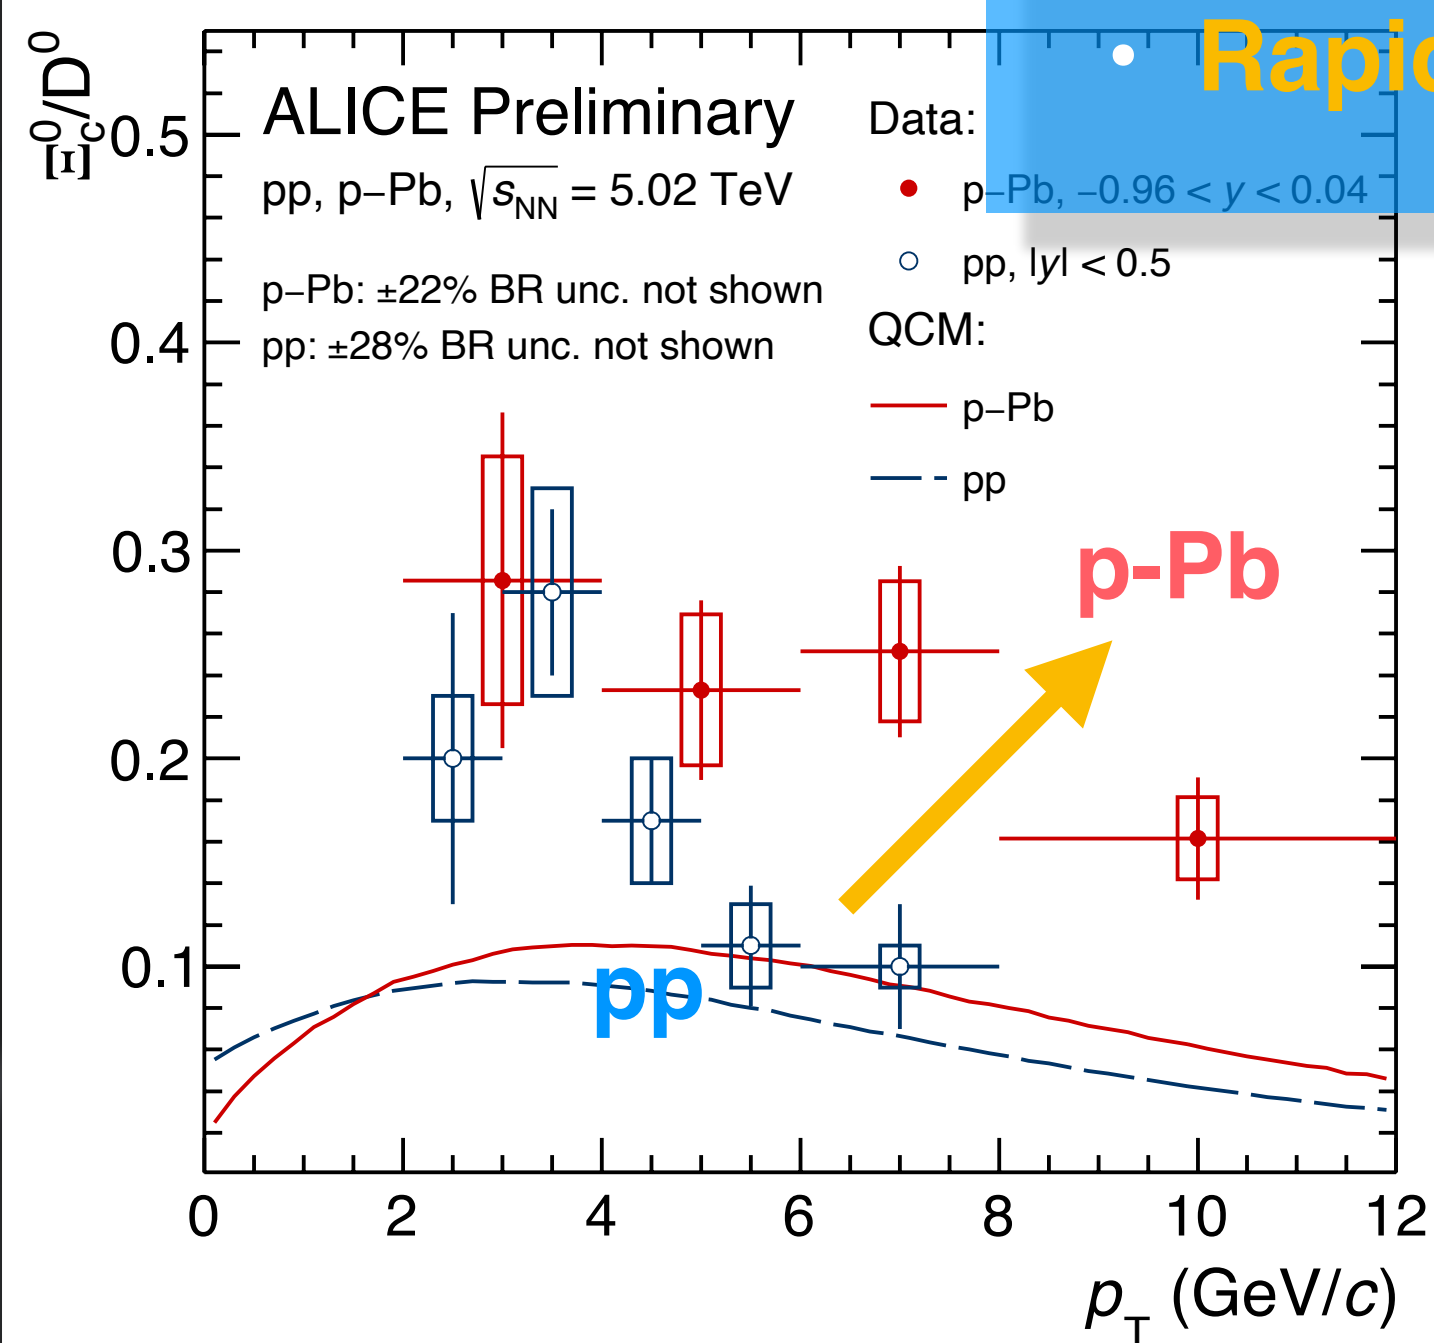 Rapid
Ξ⁰c/D⁰
ALICE Preliminary
pp, p–Pb, √sNN = 5.02 TeV
p–Pb: ±22% BR unc. not shown
pp: ±28% BR unc. not shown
Data:
p–Pb, –0.96 < y < 0.04
pp, |y| < 0.5
QCM:
p–Pb
pp
p-Pb
pp
0.5
0.4
0.3
0.2
0.1
0 2 4 6 8 10 12
pT (GeV/c)